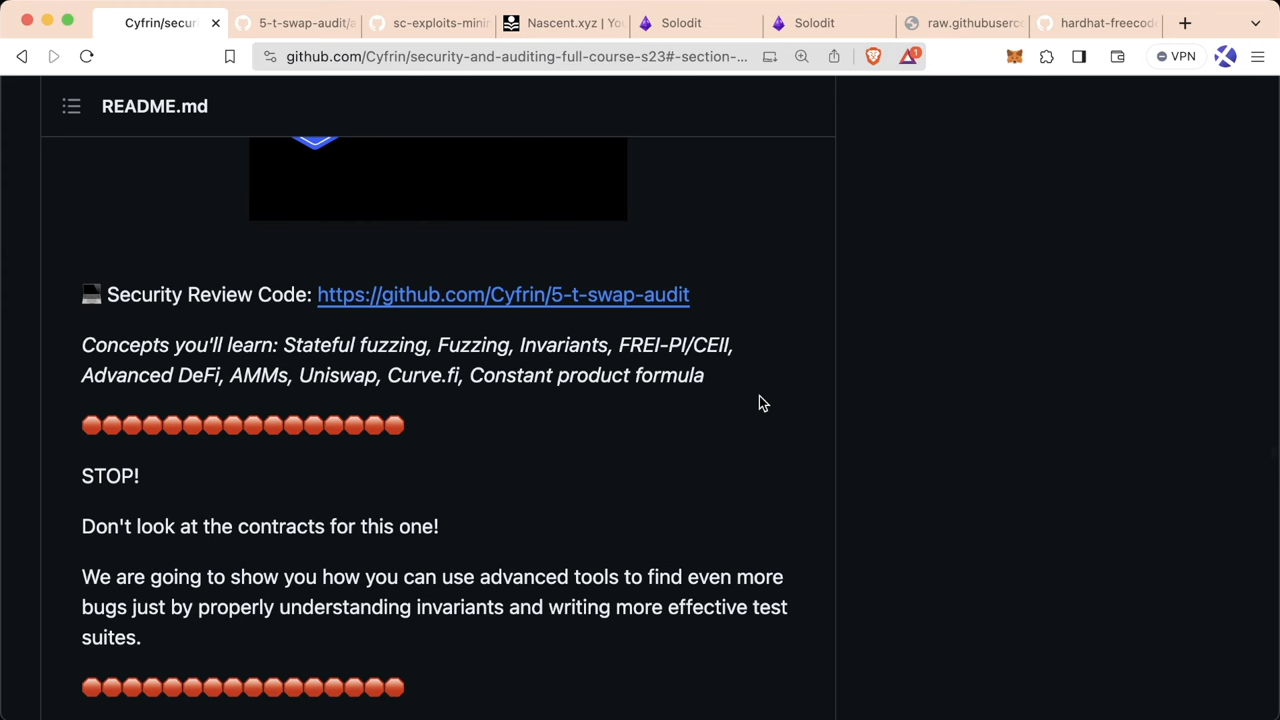 Cyfrin/secur
5-t-swap-audit/a
sc-exploits-mini
Nascent.xyz | You
Solodit
Solodit
raw.githubuserco
hardhat-freecode
github.com/Cyfrin/security-and-auditing-full-course-s23#-section-...
1
VPN
README.md
Security Review Code: https://github.com/Cyfrin/5-t-swap-audit
Concepts you'll learn: Stateful fuzzing, Fuzzing, Invariants, FREI-PI/CEII,
Advanced DeFi, AMMs, Uniswap, Curve.fi, Constant product formula
STOP!
Don't look at the contracts for this one!
We are going to show you how you can use advanced tools to find even more
bugs just by properly understanding invariants and writing more effective test
suites.